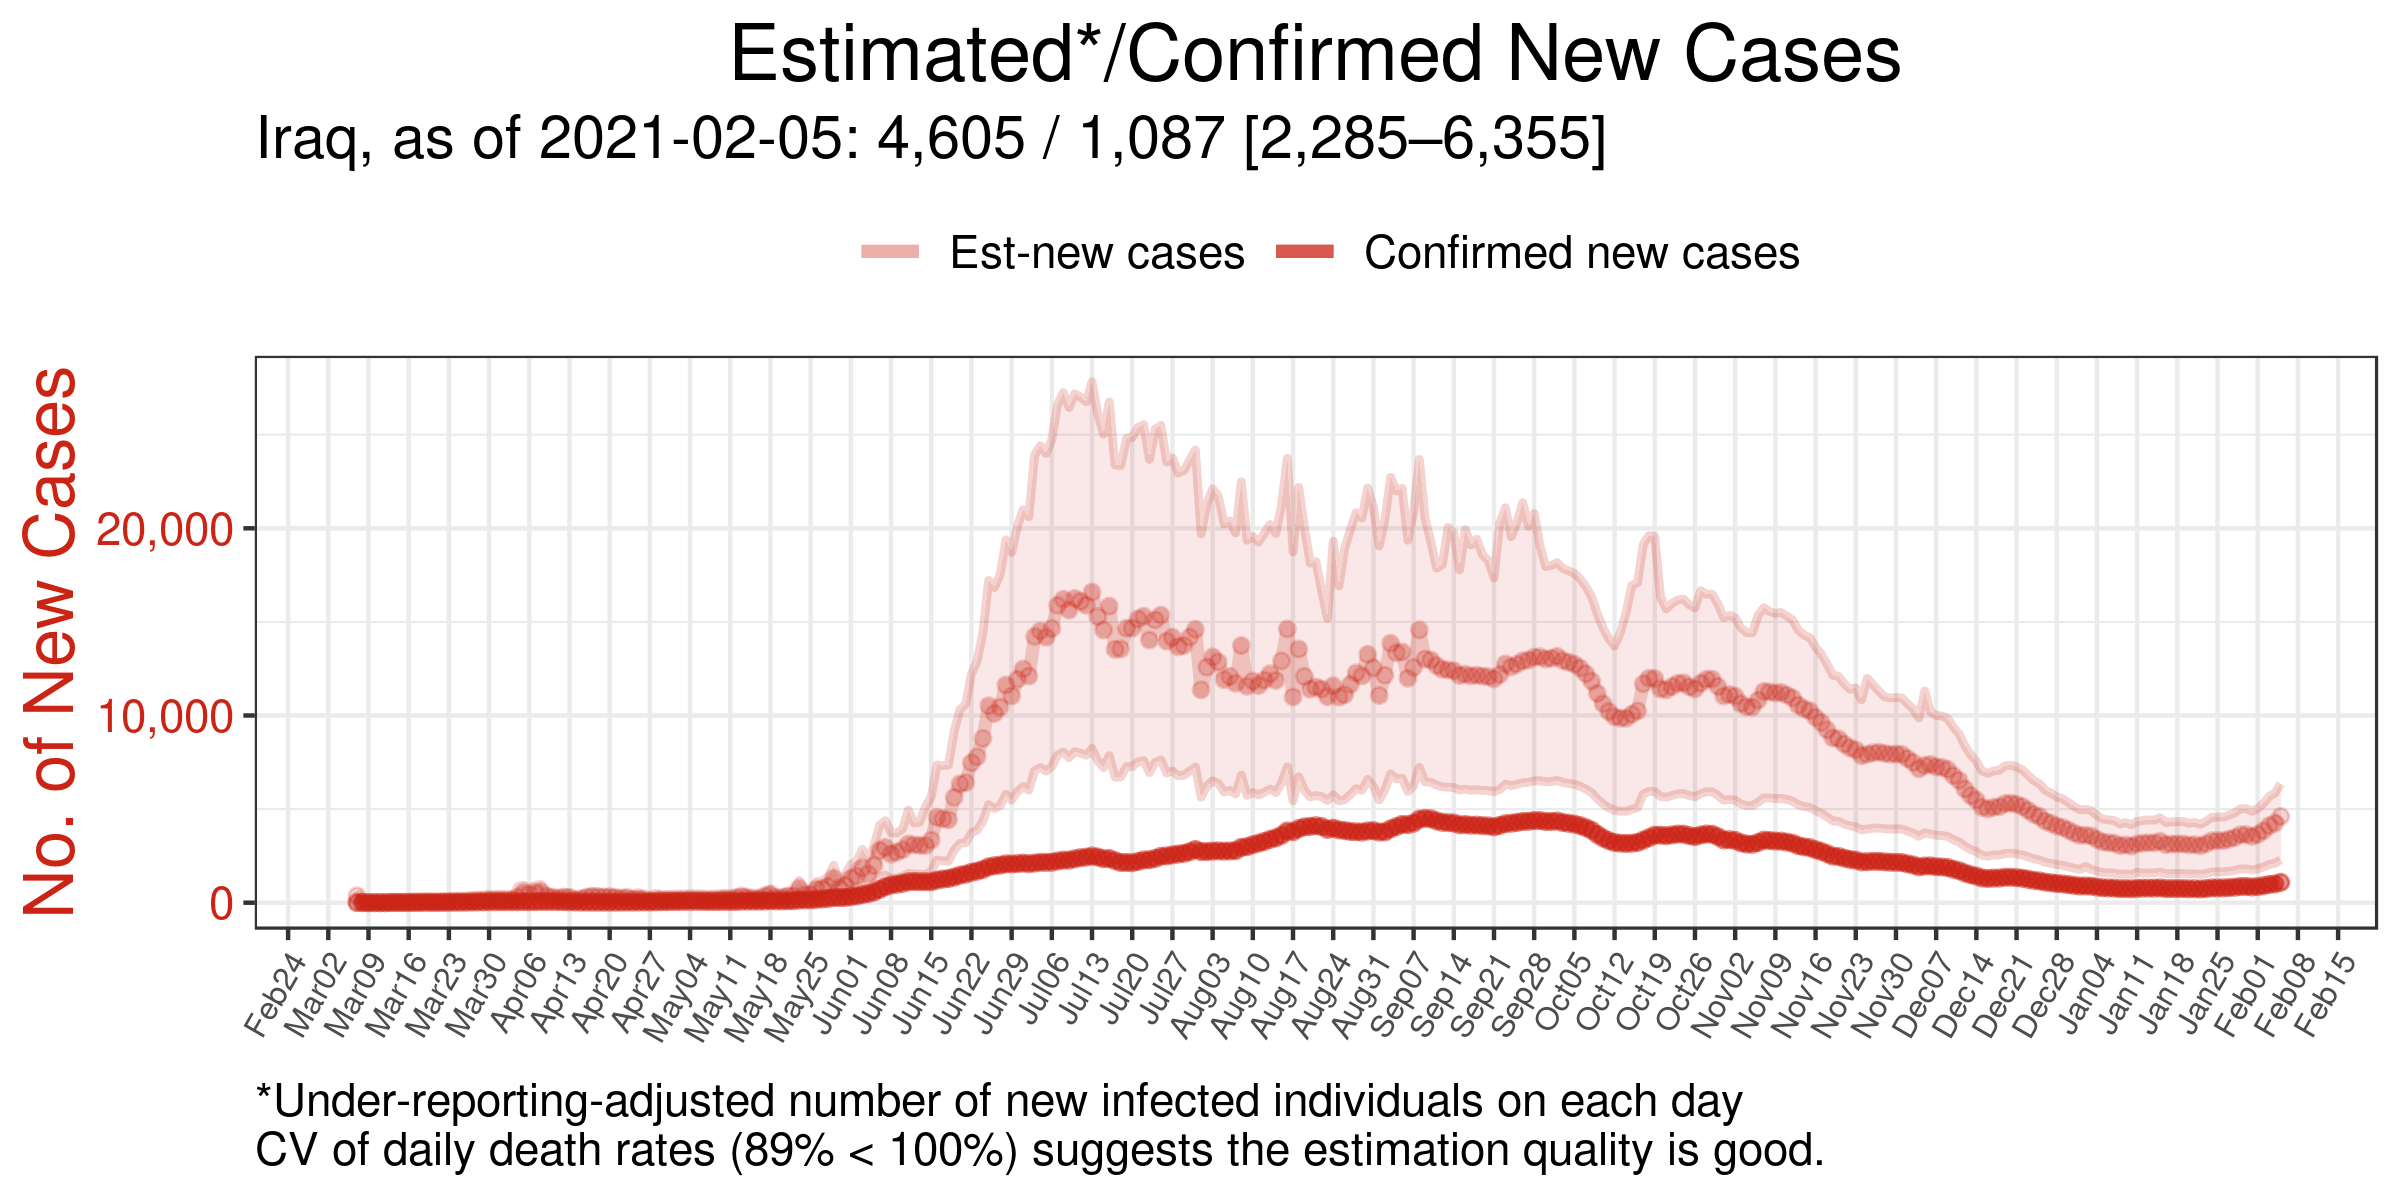 Estimated*/Confirmed New Cases
Iraq, as of 2021-02-05: 4,605 / 1,087 [2,285–6,355]
Est-new cases Confirmed new cases
No. of New Cases
20,000
10,000
0
Feb24 Mar02 Mar09 Mar16 Mar23 Mar30 Apr06 Apr13 Apr20 Apr27 May04 May11 May18 May25 Jun01 Jun08 Jun15 Jun22 Jun29 Jul06 Jul13 Jul20 Jul27 Aug03 Aug10 Aug17 Aug24 Aug31 Sep07 Sep14 Sep21 Sep28 Oct05 Oct12 Oct19 Oct26 Nov02 Nov09 Nov16 Nov23 Nov30 Dec07 Dec14 Dec21 Dec28 Jan04 Jan11 Jan18 Jan25 Feb01 Feb08 Feb15
*Under-reporting-adjusted number of new infected individuals on each day
CV of daily death rates (89% < 100%) suggests the estimation quality is good.